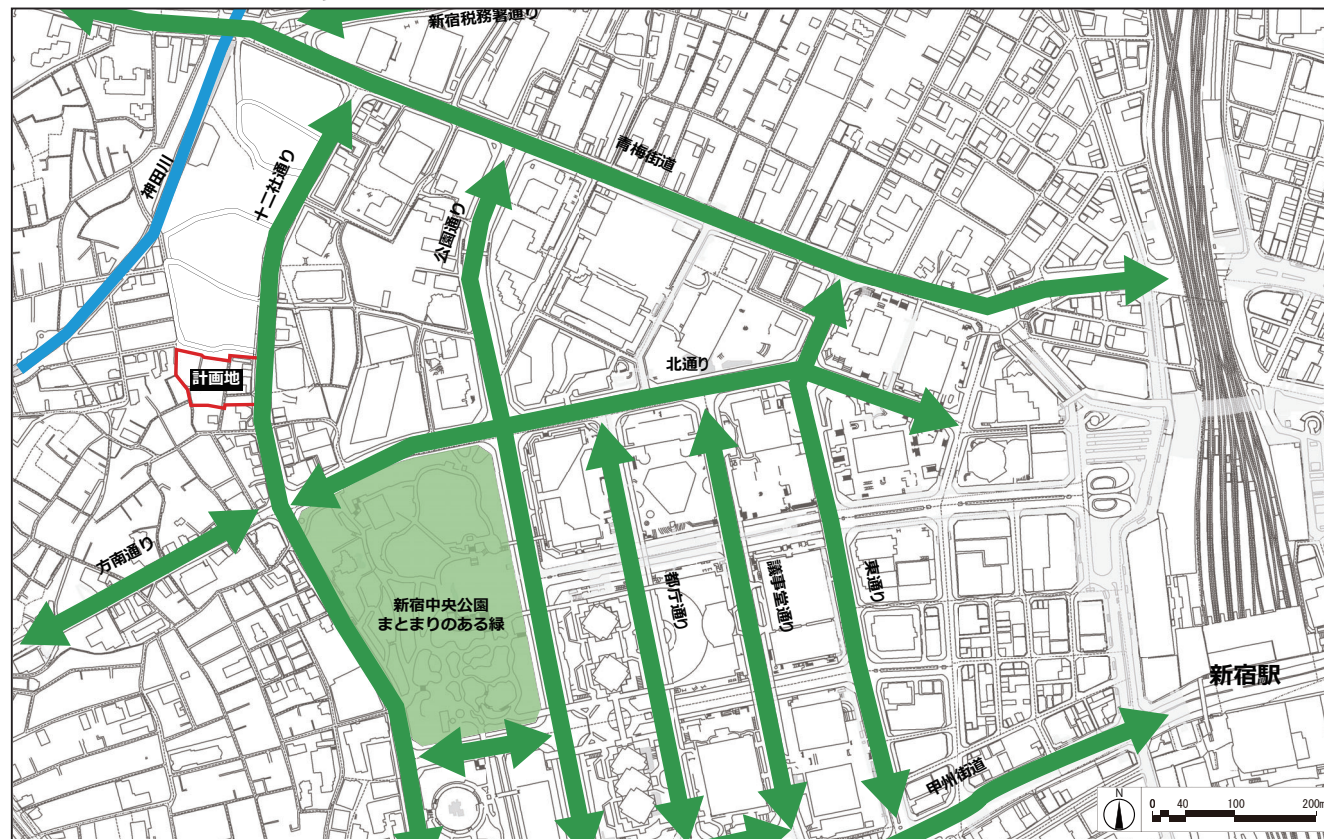 新宿税務署通り
青梅街道
神田川
十二社通り
公園通り
北通り
計画地
方南通り
新宿中央公園
まとまりのある緑
都庁通り
議事堂通り
東通り
新宿駅
甲州街道
N
0 40 100 200m